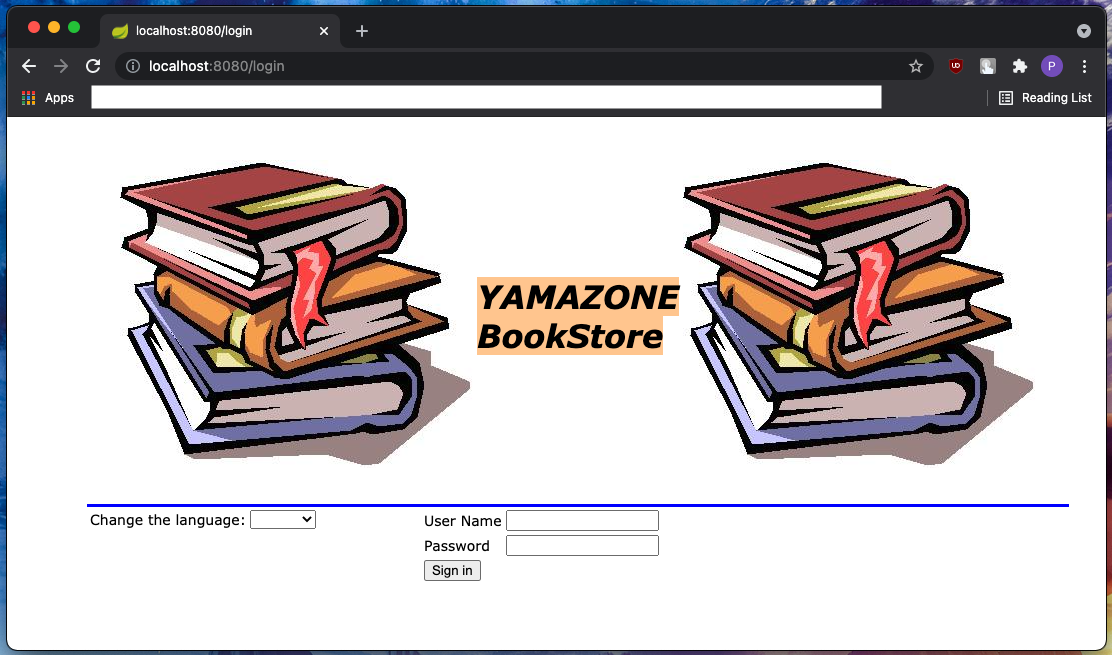 localhost:8080/login
localhost:8080/login
UO
P
Apps
Reading List
YAMAZONE
BookStore
Change the language:
User Name
Password
Sign in